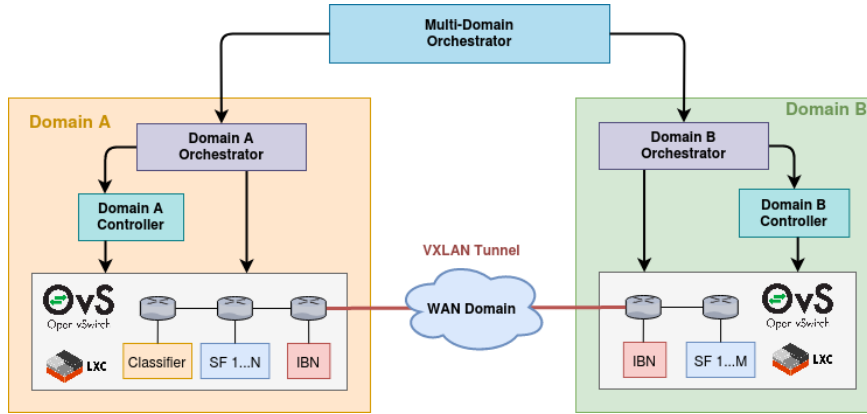 Multi-Domain
Orchestrator
Domain A
Domain B
Domain A
Orchestrator
Domain B
Orchestrator
Domain A
Controller
Domain B
Controller
VXLAN Tunnel
WAN Domain
OvS
Open vSwitch
LXC
Classifier
SF 1...N
IBN
IBN
SF 1...M
OvS
Open vSwitch
LXC